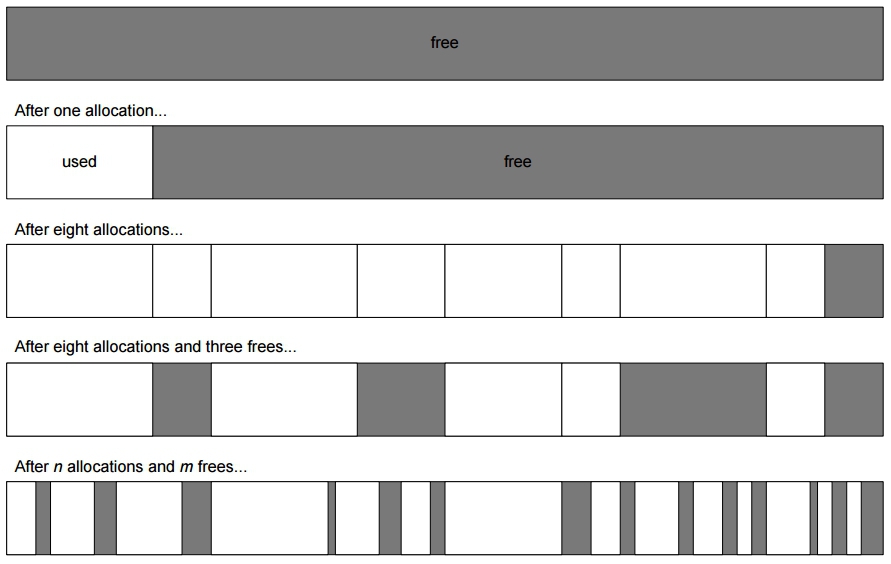 free
After one allocation...
used free
After eight allocations...
After eight allocations and three frees...
After n allocations and m frees...